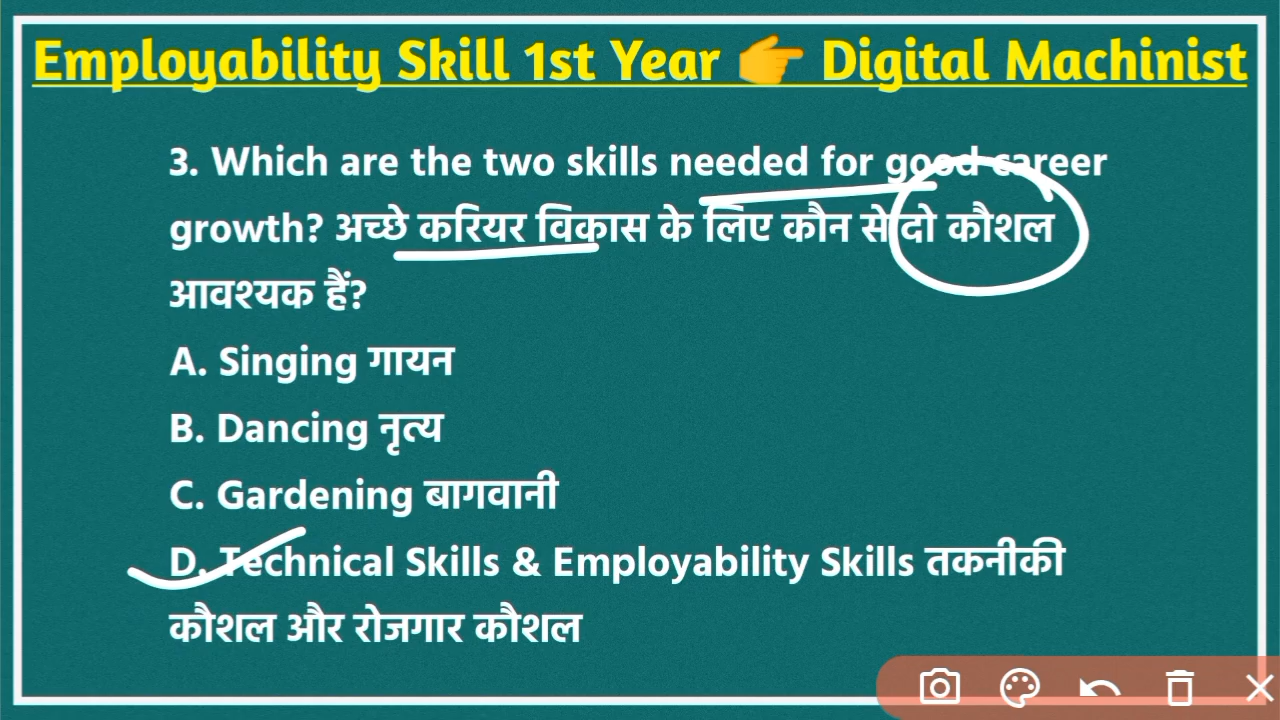 Employability Skill 1st Year 👉 Digital Machinist
3. Which are the two skills needed for good career
growth? अच्छे करियर विकास के लिए कौन से दो कौशल
आवश्यक हैं?
A. Singing गायन
B. Dancing नृत्य
C. Gardening बागवानी
D. Technical Skills & Employability Skills तकनीकी
कौशल और रोजगार कौशल